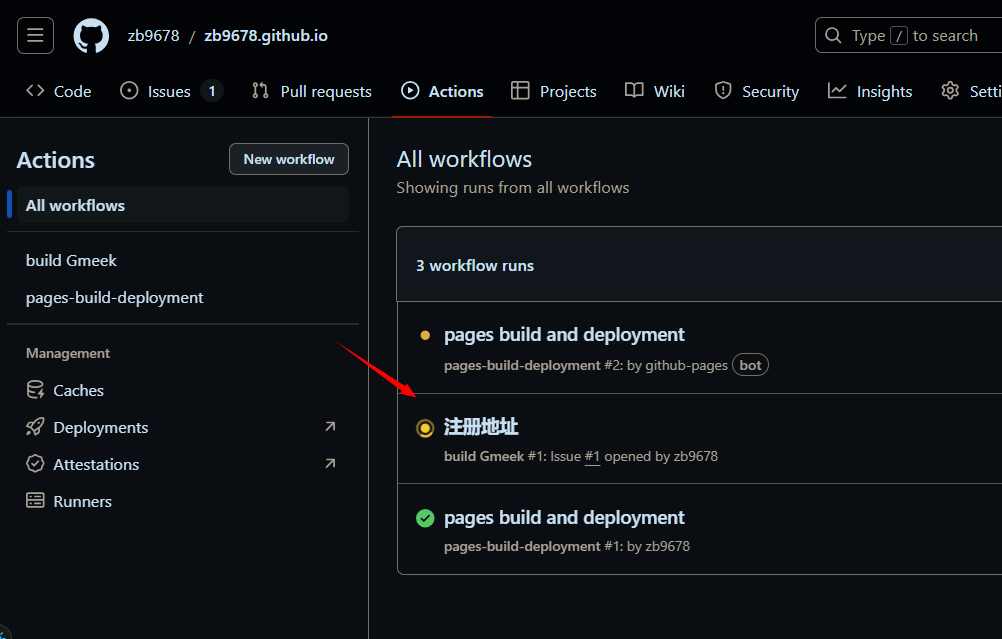 zb9678 / zb9678.github.io
Type / to search
Code
Issues 1
Pull requests
Actions
Projects
Wiki
Security
Insights
Setti
Actions
New workflow
All workflows
build Gmeek
pages-build-deployment
Management
Caches
Deployments
Attestations
Runners
All workflows
Showing runs from all workflows
3 workflow runs
pages build and deployment
pages-build-deployment #2: by github-pages bot
注册地址
build Gmeek #1: Issue #1 opened by zb9678
pages build and deployment
pages-build-deployment #1: by zb9678